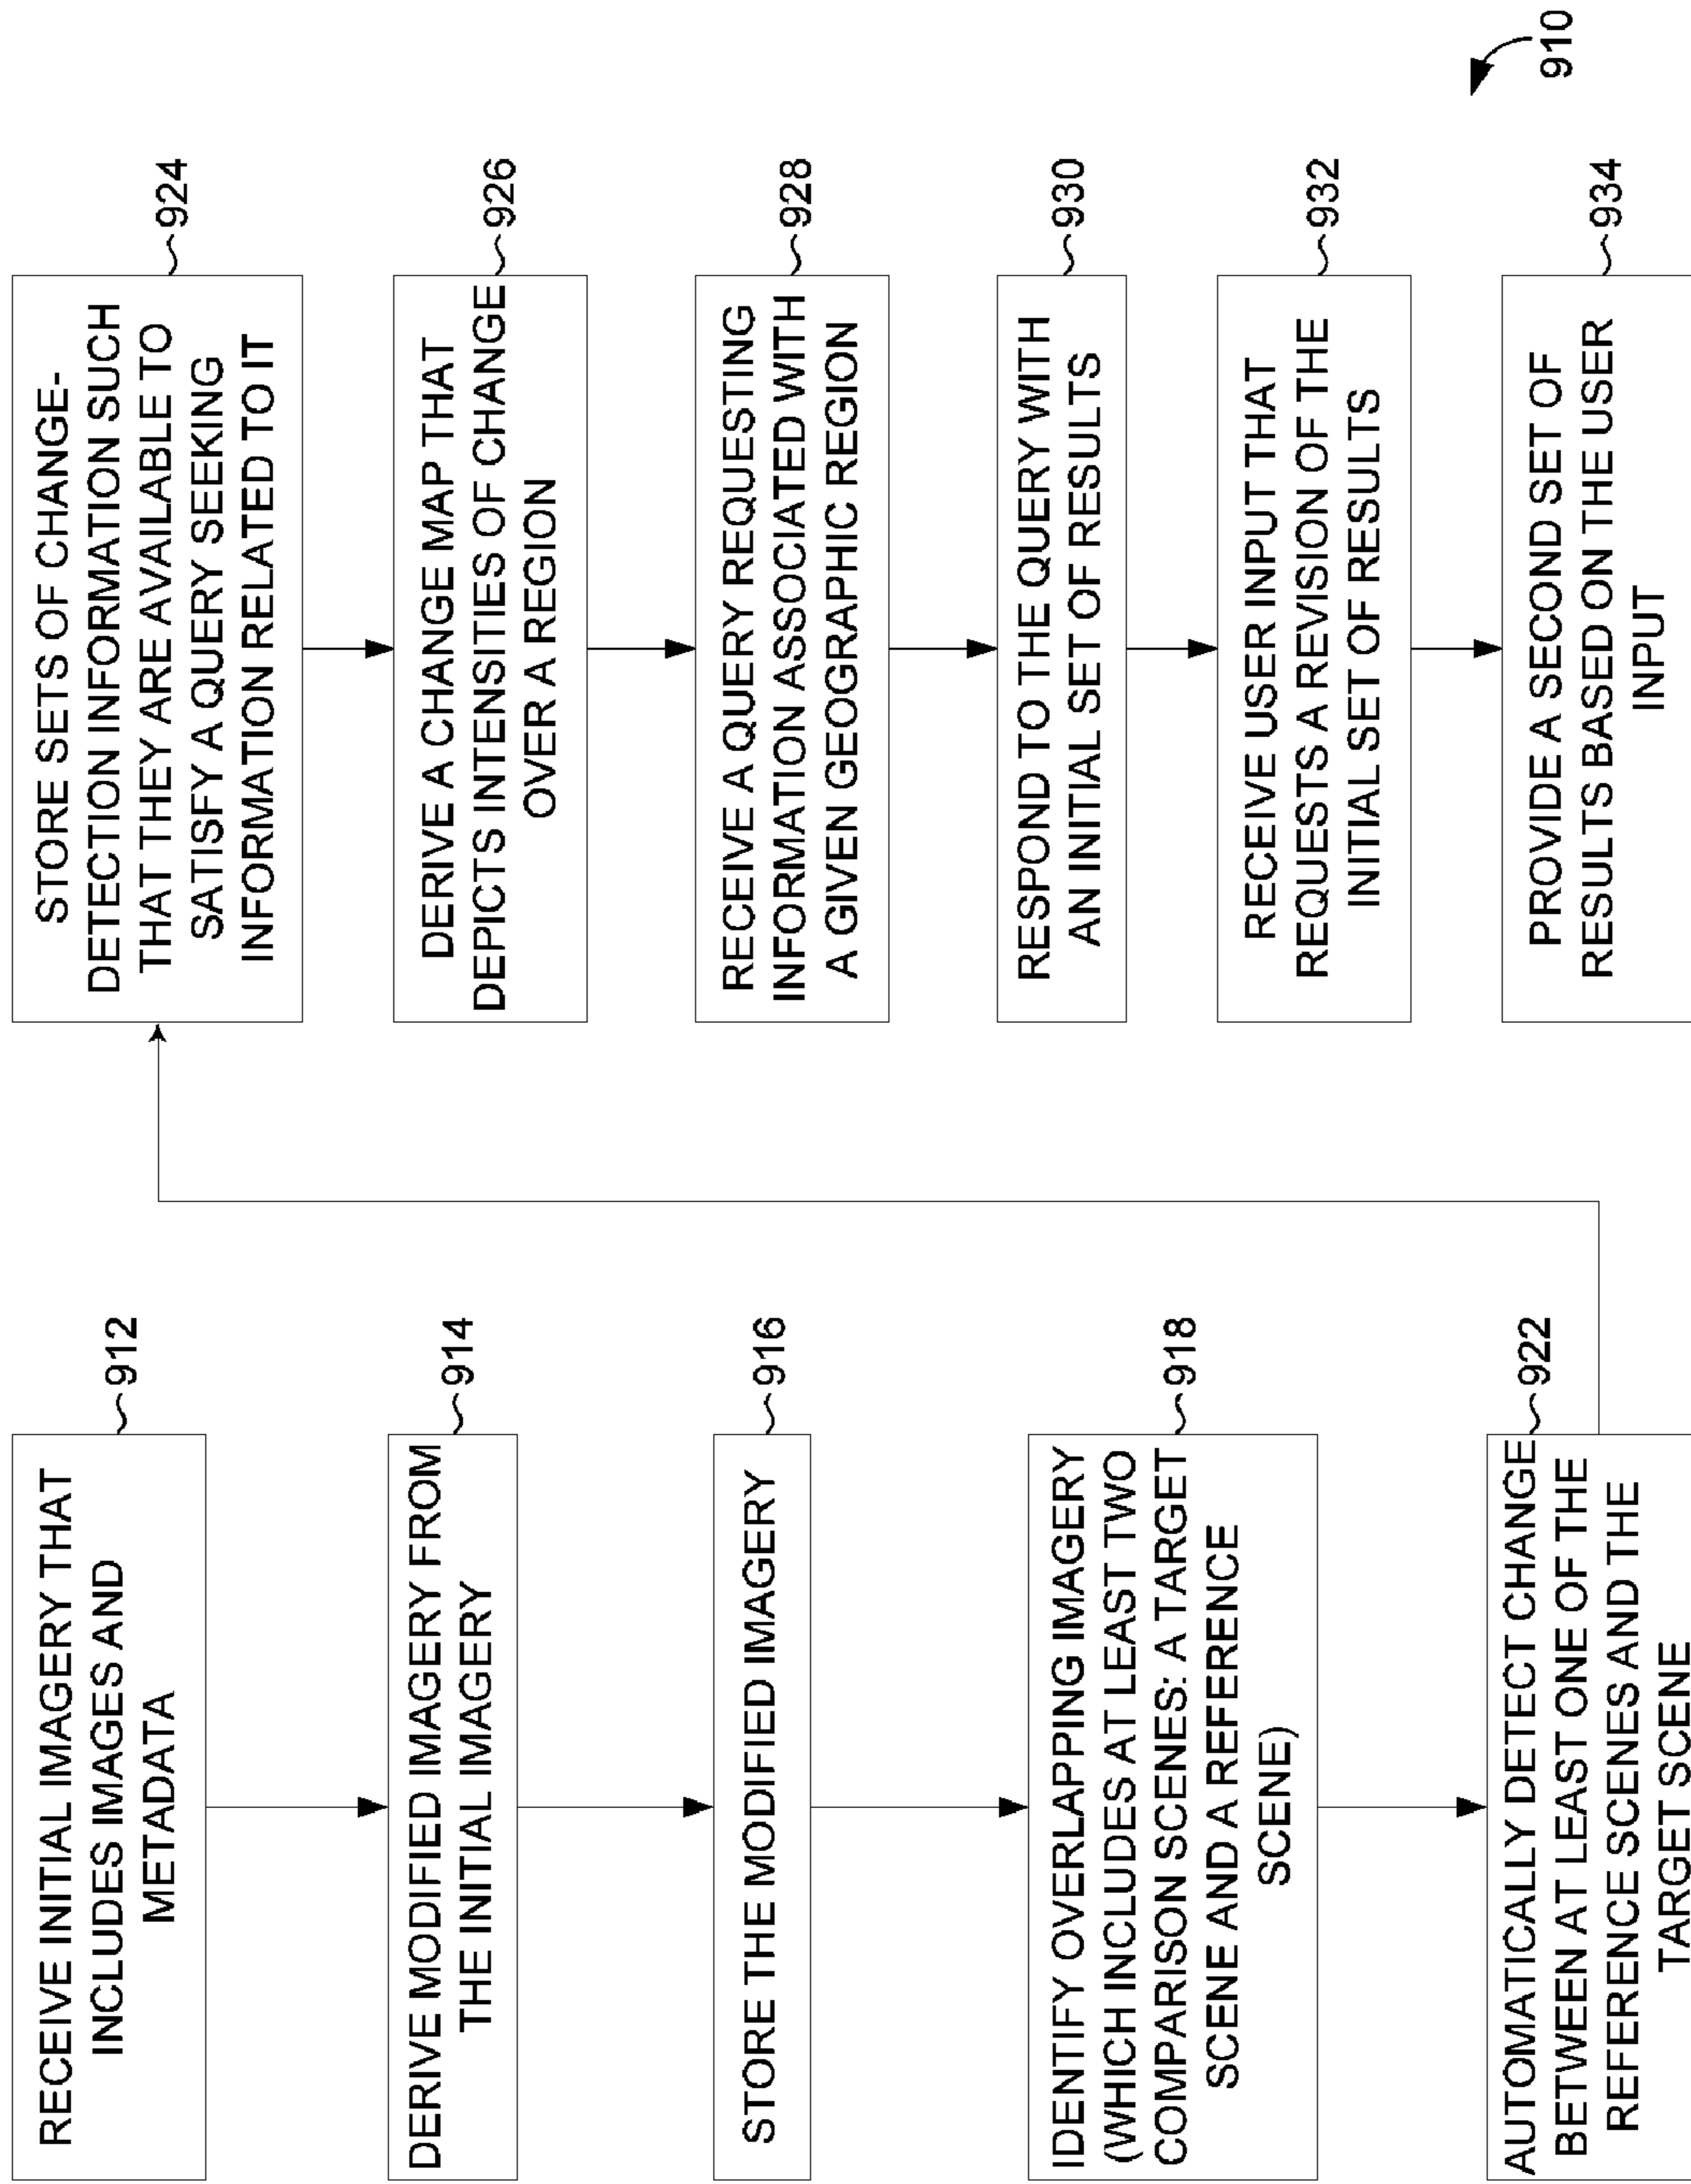 RECEIVE INITIAL IMAGERY THAT
INCLUDES IMAGES AND
METADATA
912
DERIVE MODIFIED IMAGERY FROM
THE INITIAL IMAGERY
914
STORE THE MODIFIED IMAGERY
916
IDENTIFY OVERLAPPING IMAGERY
(WHICH INCLUDES AT LEAST TWO
COMPARISON SCENES: A TARGET
SCENE AND A REFERENCE
SCENE)
918
AUTOMATICALLY DETECT CHANGE
BETWEEN AT LEAST ONE OF THE
REFERENCE SCENES AND THE
TARGET SCENE
922
STORE SETS OF CHANGE-
DETECTION INFORMATION SUCH
THAT THEY ARE AVAILABLE TO
SATISFY A QUERY SEEKING
INFORMATION RELATED TO IT
924
DERIVE A CHANGE MAP THAT
DEPICTS INTENSITIES OF CHANGE
OVER A REGION
926
RECEIVE A QUERY REQUESTING
INFORMATION ASSOCIATED WITH
A GIVEN GEOGRAPHIC REGION
928
RESPOND TO THE QUERY WITH
AN INITIAL SET OF RESULTS
930
RECEIVE USER INPUT THAT
REQUESTS A REVISION OF THE
INITIAL SET OF RESULTS
932
PROVIDE A SECOND SET OF
RESULTS BASED ON THE USER
INPUT
934
910